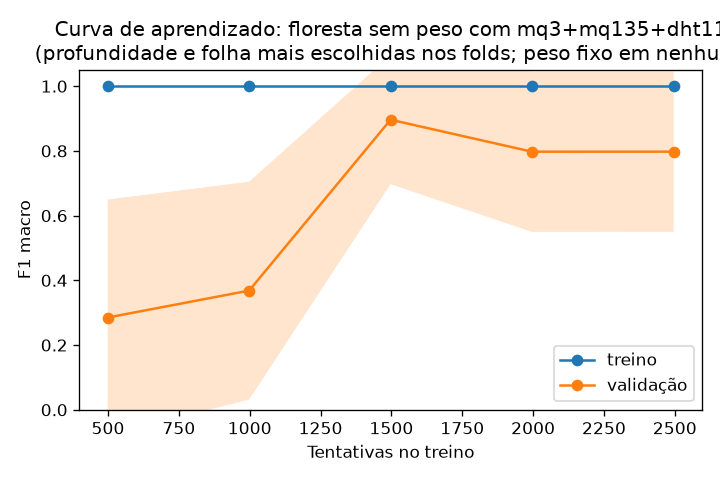 Curva de aprendizado: floresta sem peso com mq3+mq135+dht11
(profundidade e folha mais escolhidas nos folds; peso fixo em nenhu
1.0
0.8
0.6
0.4
0.2
0.0
F1 macro
treino
validação
500 750 1000 1250 1500 1750 2000 2250 2500
Tentativas no treino